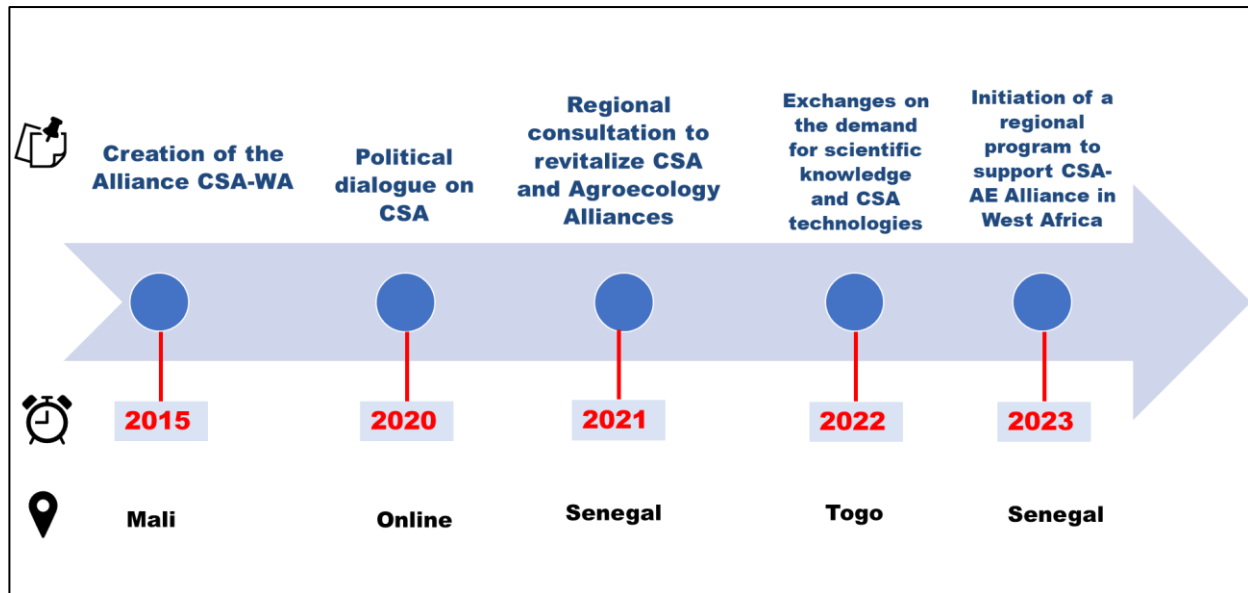 Creation of the
Alliance CSA-WA
Political
dialogue on
CSA
Regional
consultation to
revitalize CSA
and Agroecology
Alliances
Exchanges on
the demand
for scientific
knowledge
and CSA
technologies
Initiation of a
regional
program to
support CSA-
AE Alliance in
West Africa
2015
2020
2021
2022
2023
Mali
Online
Senegal
Togo
Senegal